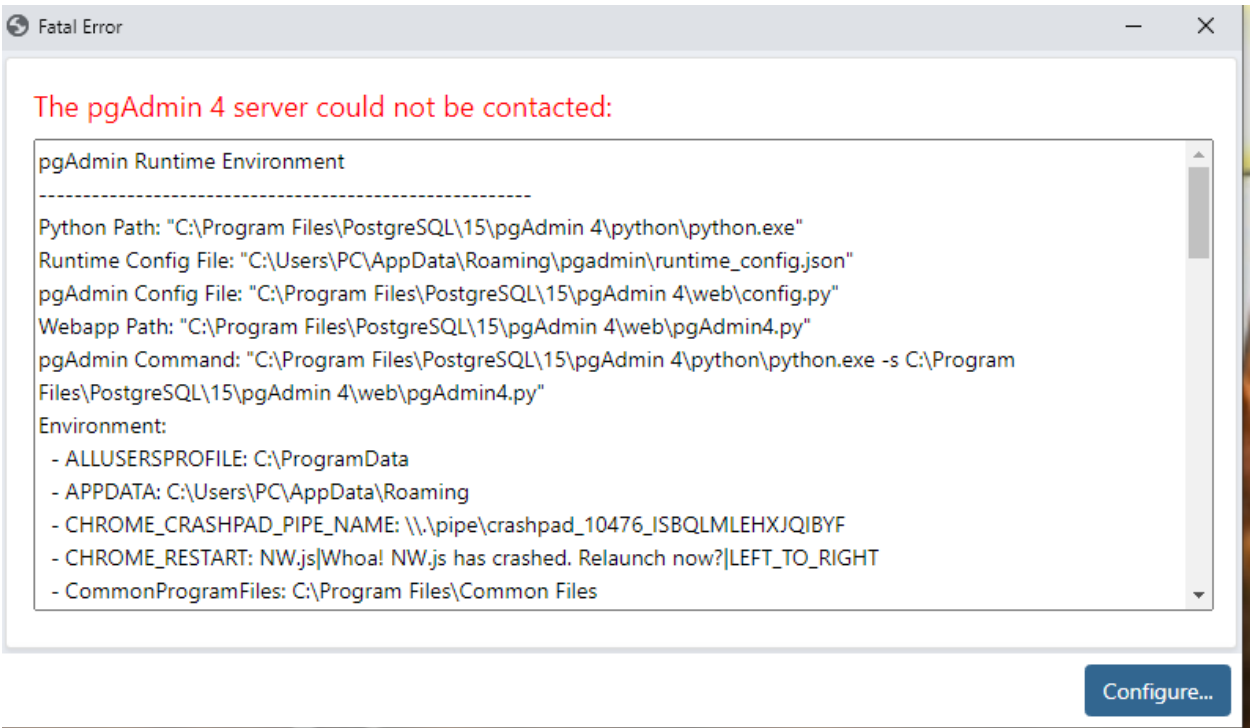 Fatal Error
The pgAdmin 4 server could not be contacted:
pgAdmin Runtime Environment
--------------------------------------------------------
Python Path: "C:\Program Files\PostgreSQL\15\pgAdmin 4\python\python.exe"
Runtime Config File: "C:\Users\PC\AppData\Roaming\pgadmin\runtime_config.json"
pgAdmin Config File: "C:\Program Files\PostgreSQL\15\pgAdmin 4\web\config.py"
Webapp Path: "C:\Program Files\PostgreSQL\15\pgAdmin 4\web\pgAdmin4.py"
pgAdmin Command: "C:\Program Files\PostgreSQL\15\pgAdmin 4\python\python.exe -s C:\Program
Files\PostgreSQL\15\pgAdmin 4\web\pgAdmin4.py"
Environment:
- ALLUSERSPROFILE: C:\ProgramData
- APPDATA: C:\Users\PC\AppData\Roaming
- CHROME_CRASHPAD_PIPE_NAME: \\.\pipe\crashpad_10476_ISBQLMLEHXJQIBYF
- CHROME_RESTART: NW.js|Whoa! NW.js has crashed. Relaunch now?|LEFT_TO_RIGHT
- CommonProgramFiles: C:\Program Files\Common Files
Configure...